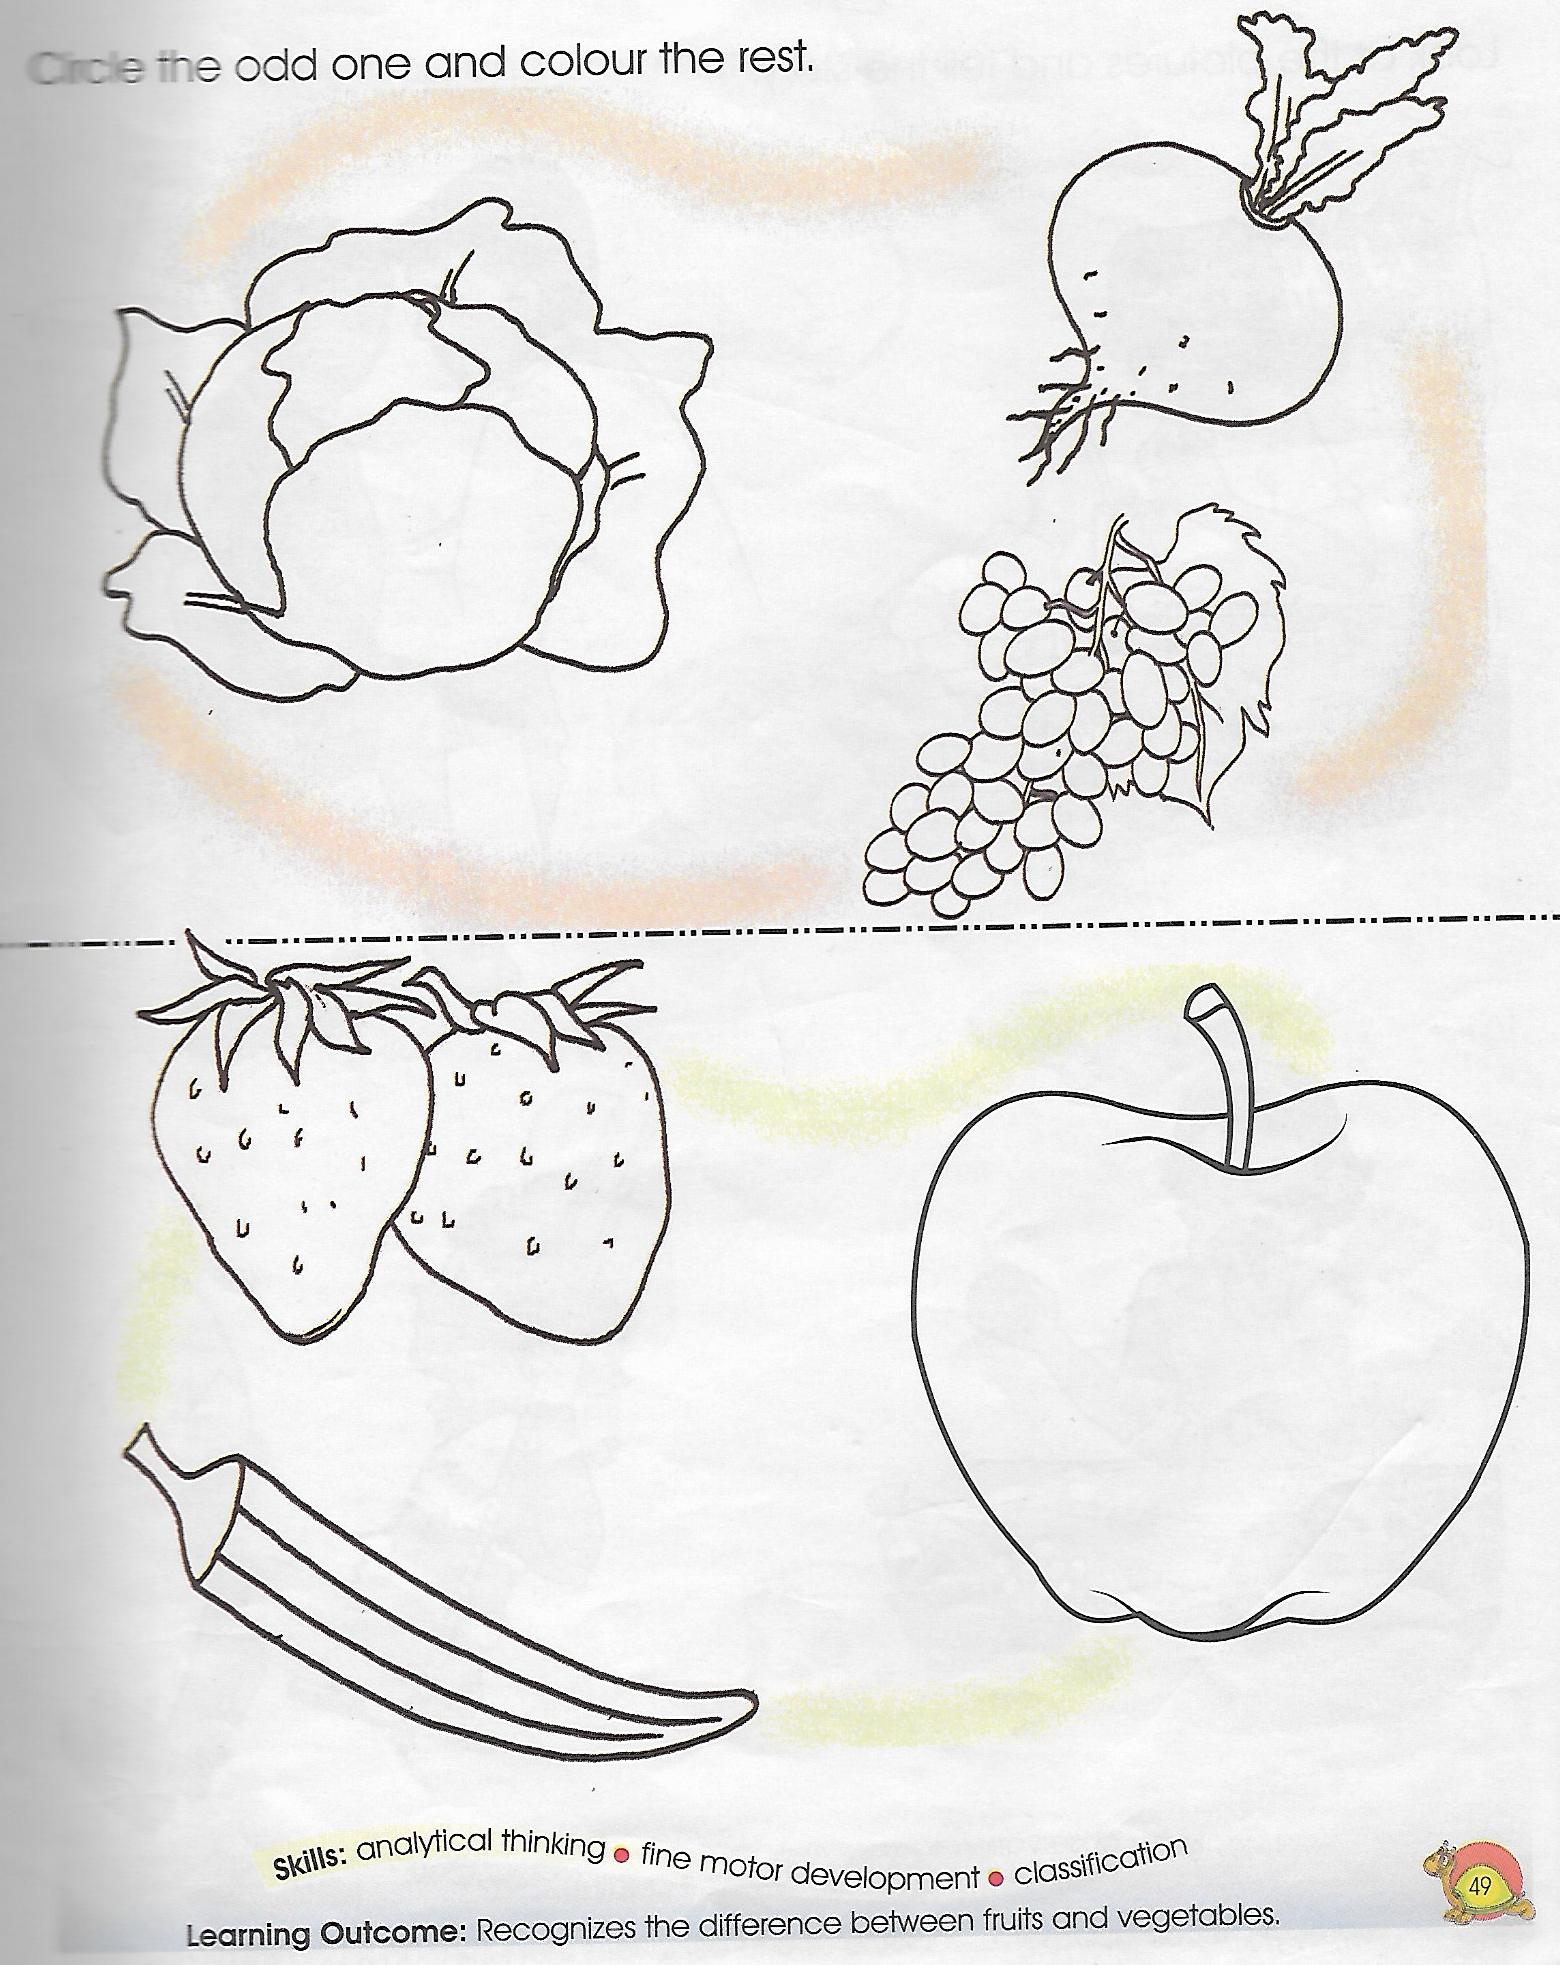 Circle the odd one and colour the rest.
Skills: analytical thinking • fine motor development • classification
49
Learning Outcome: Recognizes the difference between fruits and vegetables.